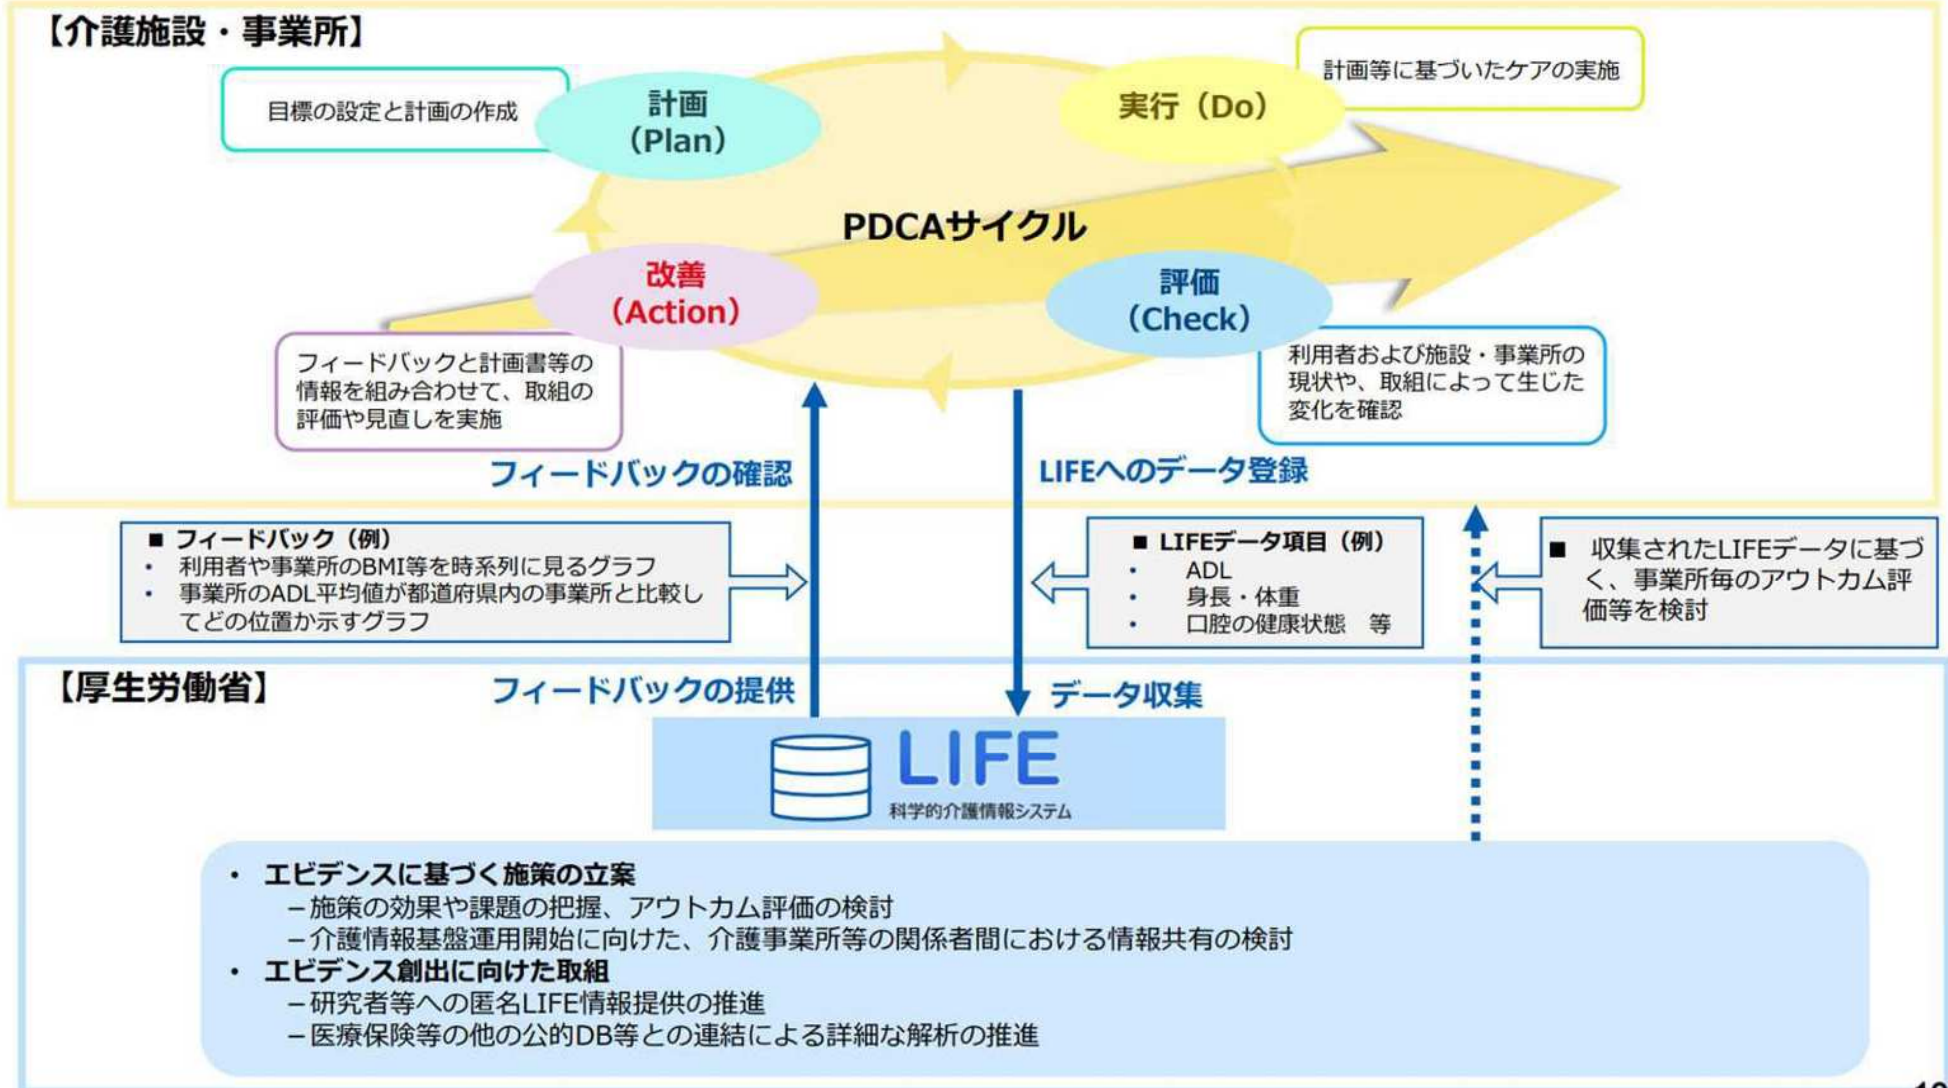 【介護施設・事業所】
目標の設定と計画の作成
計画
（Plan）
実行（Do）
計画等に基づいたケアの実施
PDCAサイクル
改善
（Action）
評価
（Check）
フィードバックと計画書等の
情報を組み合わせて、取組の
評価や見直しを実施
利用者および施設・事業所の
現状や、取組によって生じた
変化を確認
フィードバックの確認
LIFEへのデータ登録
■ フィードバック（例）
・ 利用者や事業所のBMI等を時系列に見るグラフ
・ 事業所のADL平均値が都道府県内の事業所と比較し
てどの位置か示すグラフ
■ LIFEデータ項目（例）
・ ADL
・ 身長・体重
・ 口腔の健康状態　等
■ 収集されたLIFEデータに基づ
く、事業所毎のアウトカム評
価等を検討
【厚生労働省】
フィードバックの提供
データ収集
LIFE
科学的介護情報システム
・ エビデンスに基づく施策の立案
－施策の効果や課題の把握、アウトカム評価の検討
－介護情報基盤運用開始に向けた、介護事業所等の関係者間における情報共有の検討
・ エビデンス創出に向けた取組
－研究者等への匿名LIFE情報提供の推進
－医療保険等の他の公的DB等との連結による詳細な解析の推進